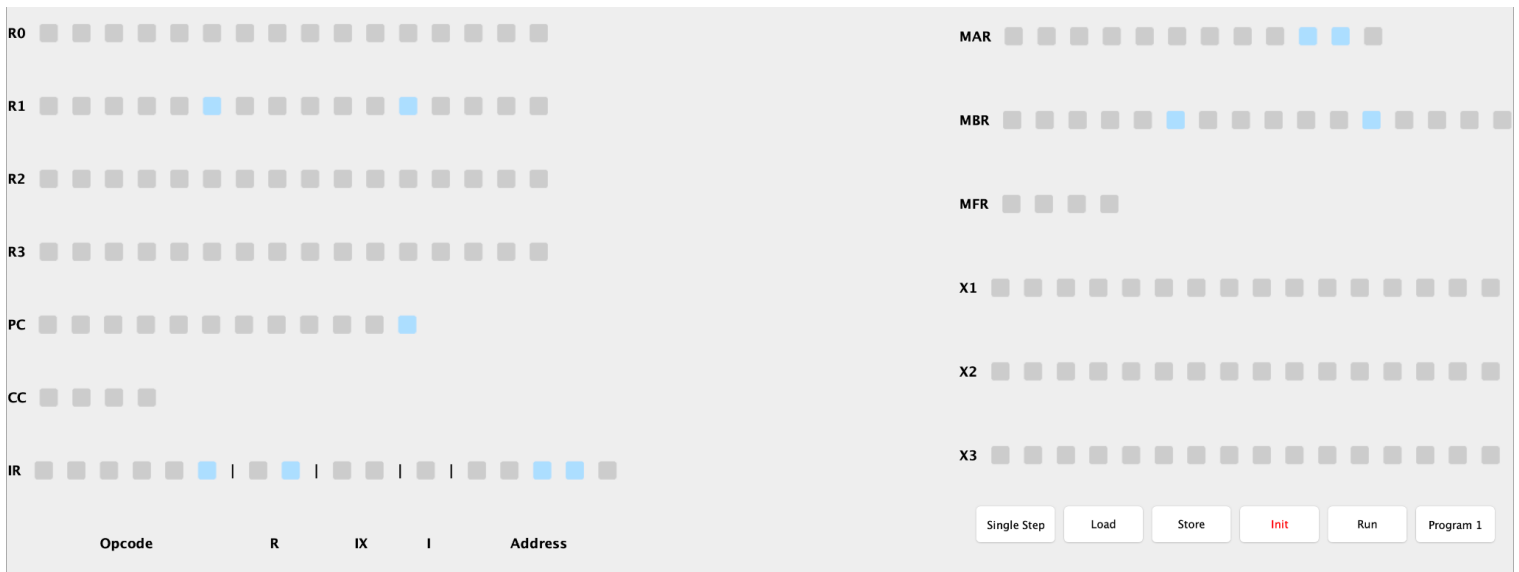 R0
R1
R2
R3
PC
CC
IR | | | |
Opcode R IX I Address
MAR
MBR
MFR
X1
X2
X3
Single Step Load Store Init Run Program 1